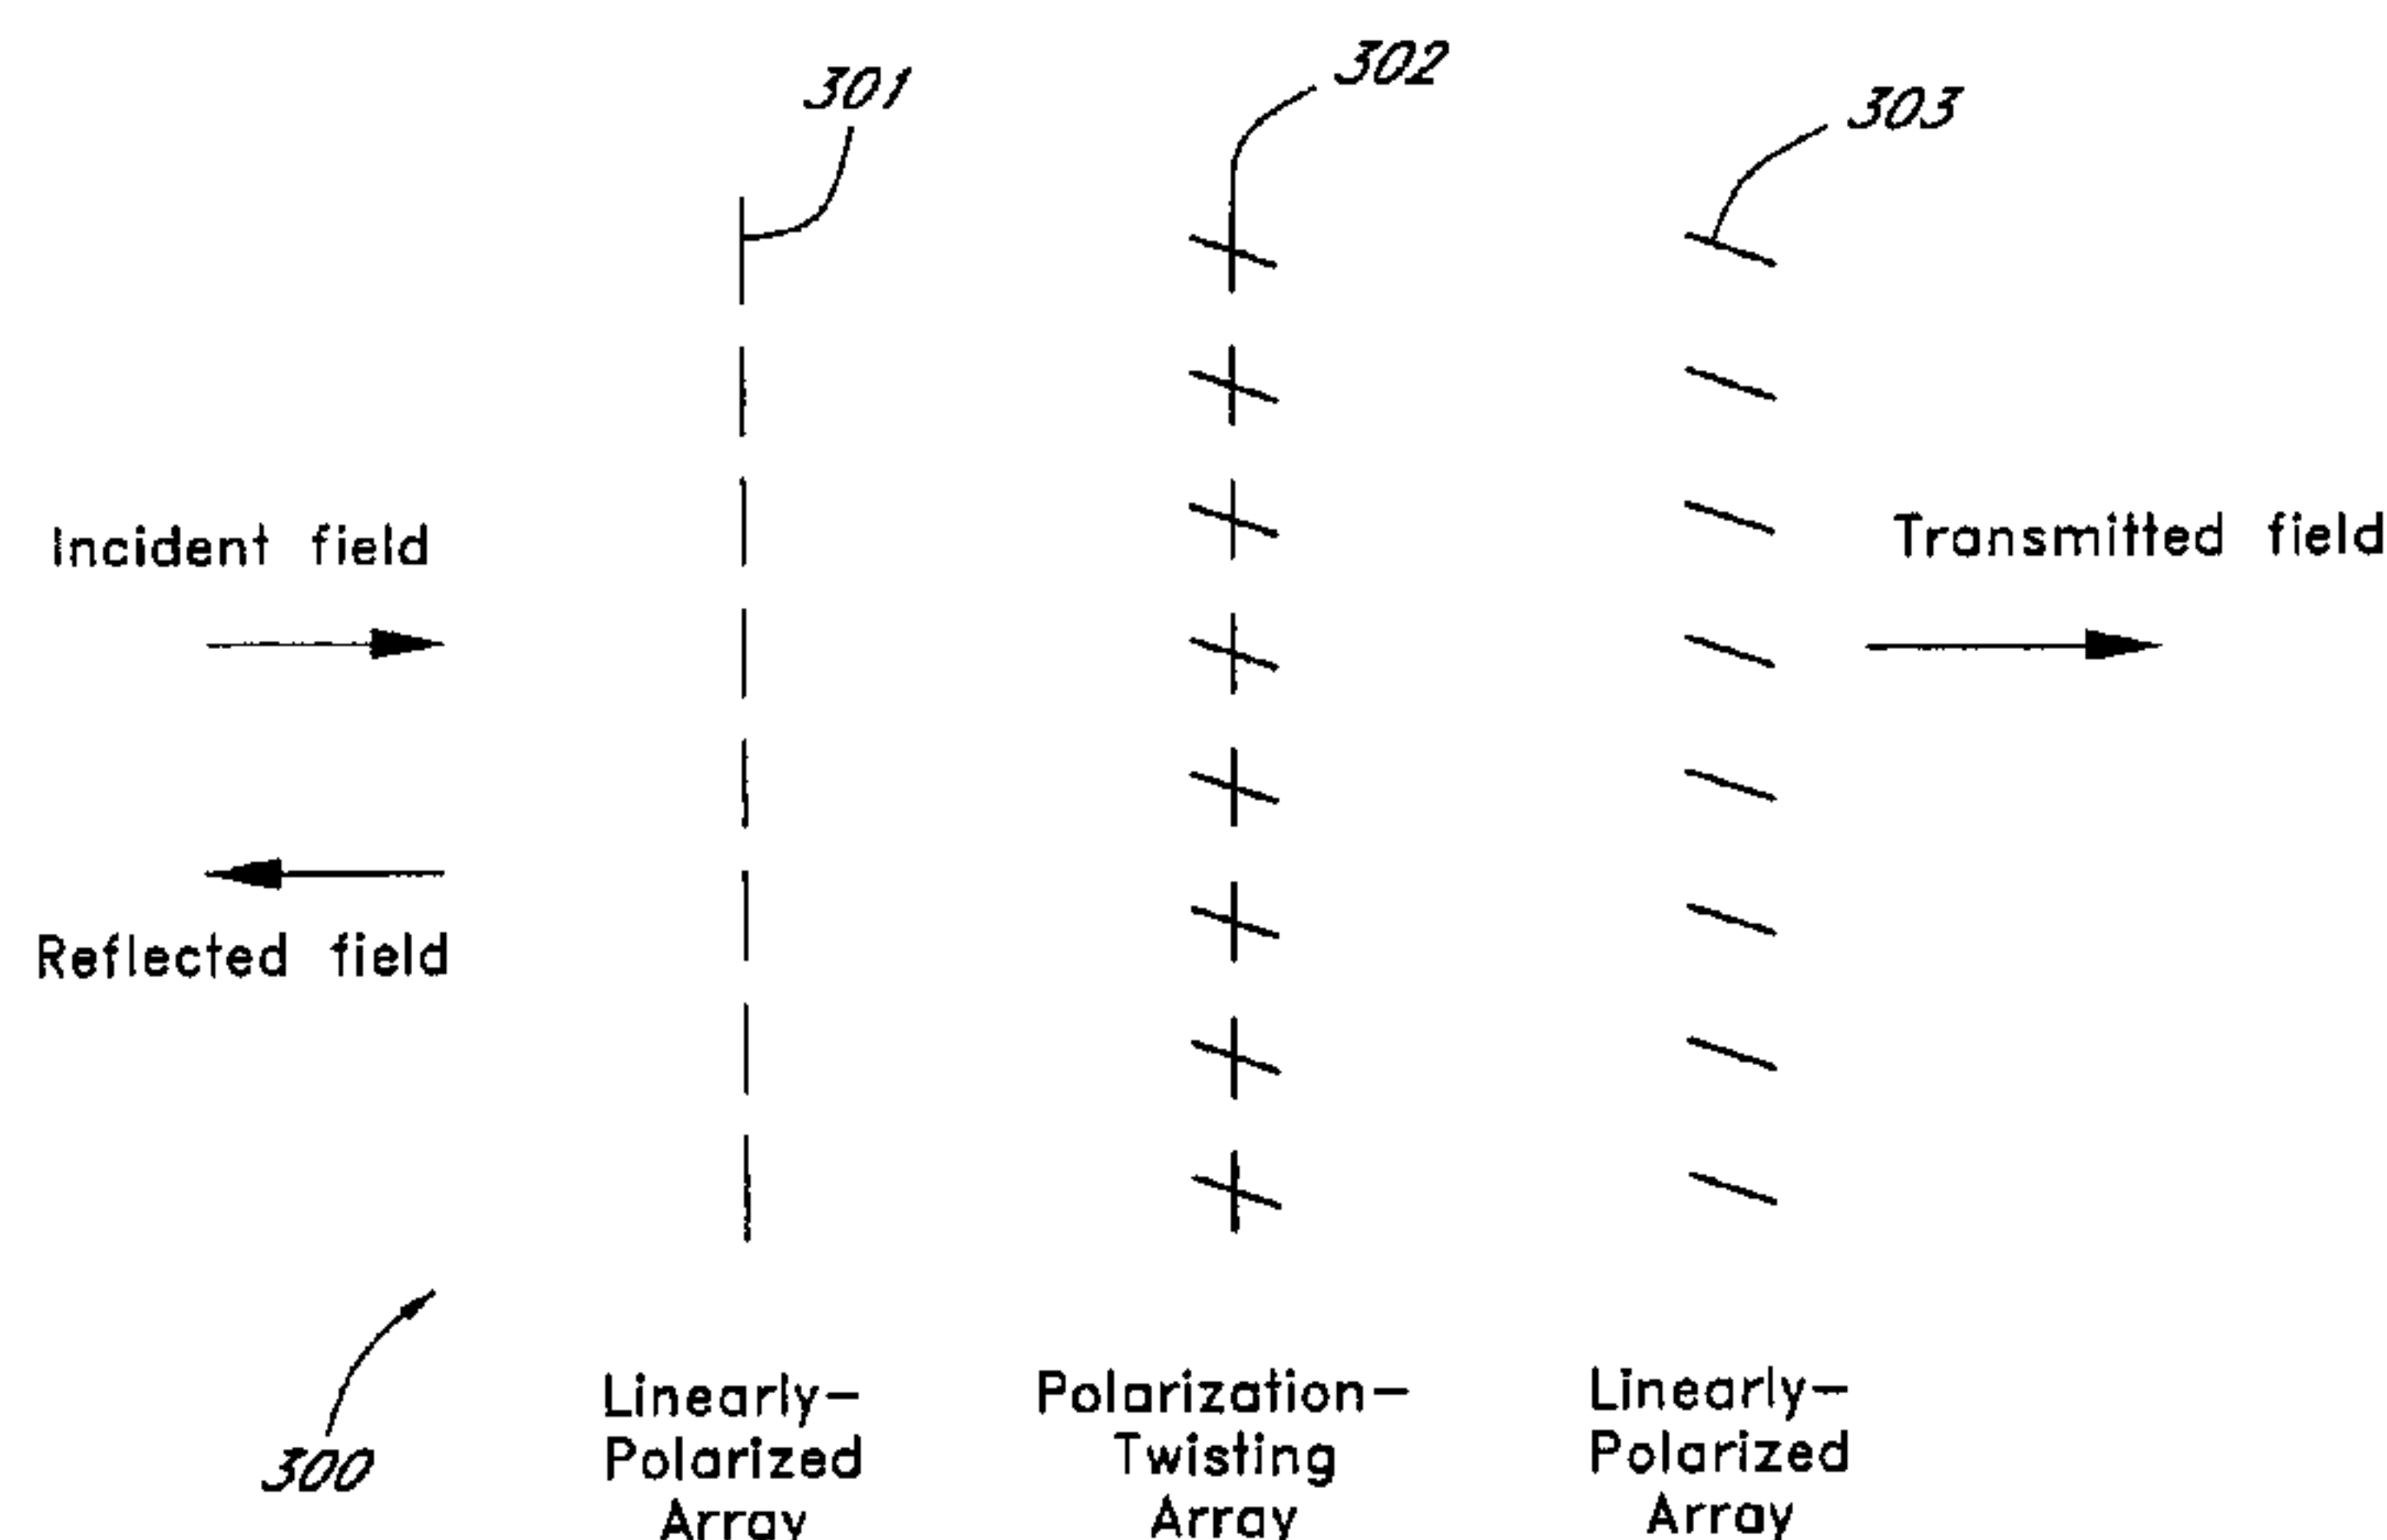 301
302
303
Incident field
Transmitted field
Reflected field
300
Linearly-
Polarized
Array
Polarization-
Twisting
Array
Linearly-
Polarized
Array